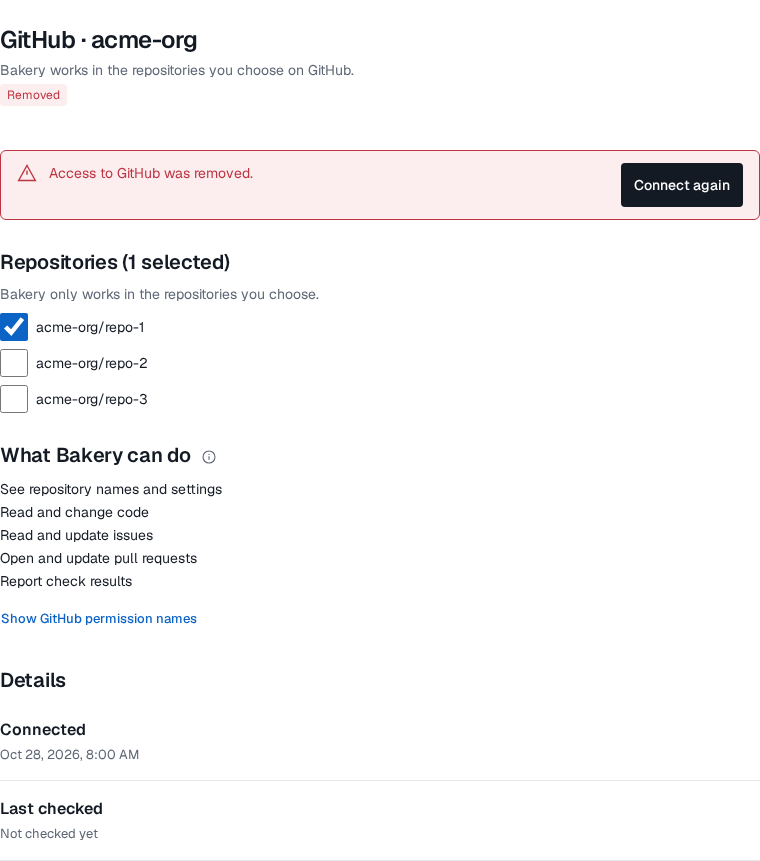 GitHub · acme-org
Bakery works in the repositories you choose on GitHub.
Removed
Access to GitHub was removed.
Connect again
Repositories (1 selected)
Bakery only works in the repositories you choose.
acme-org/repo-1
acme-org/repo-2
acme-org/repo-3
What Bakery can do
See repository names and settings
Read and change code
Read and update issues
Open and update pull requests
Report check results
Show GitHub permission names
Details
Connected
Oct 28, 2026, 8:00 AM
Last checked
Not checked yet